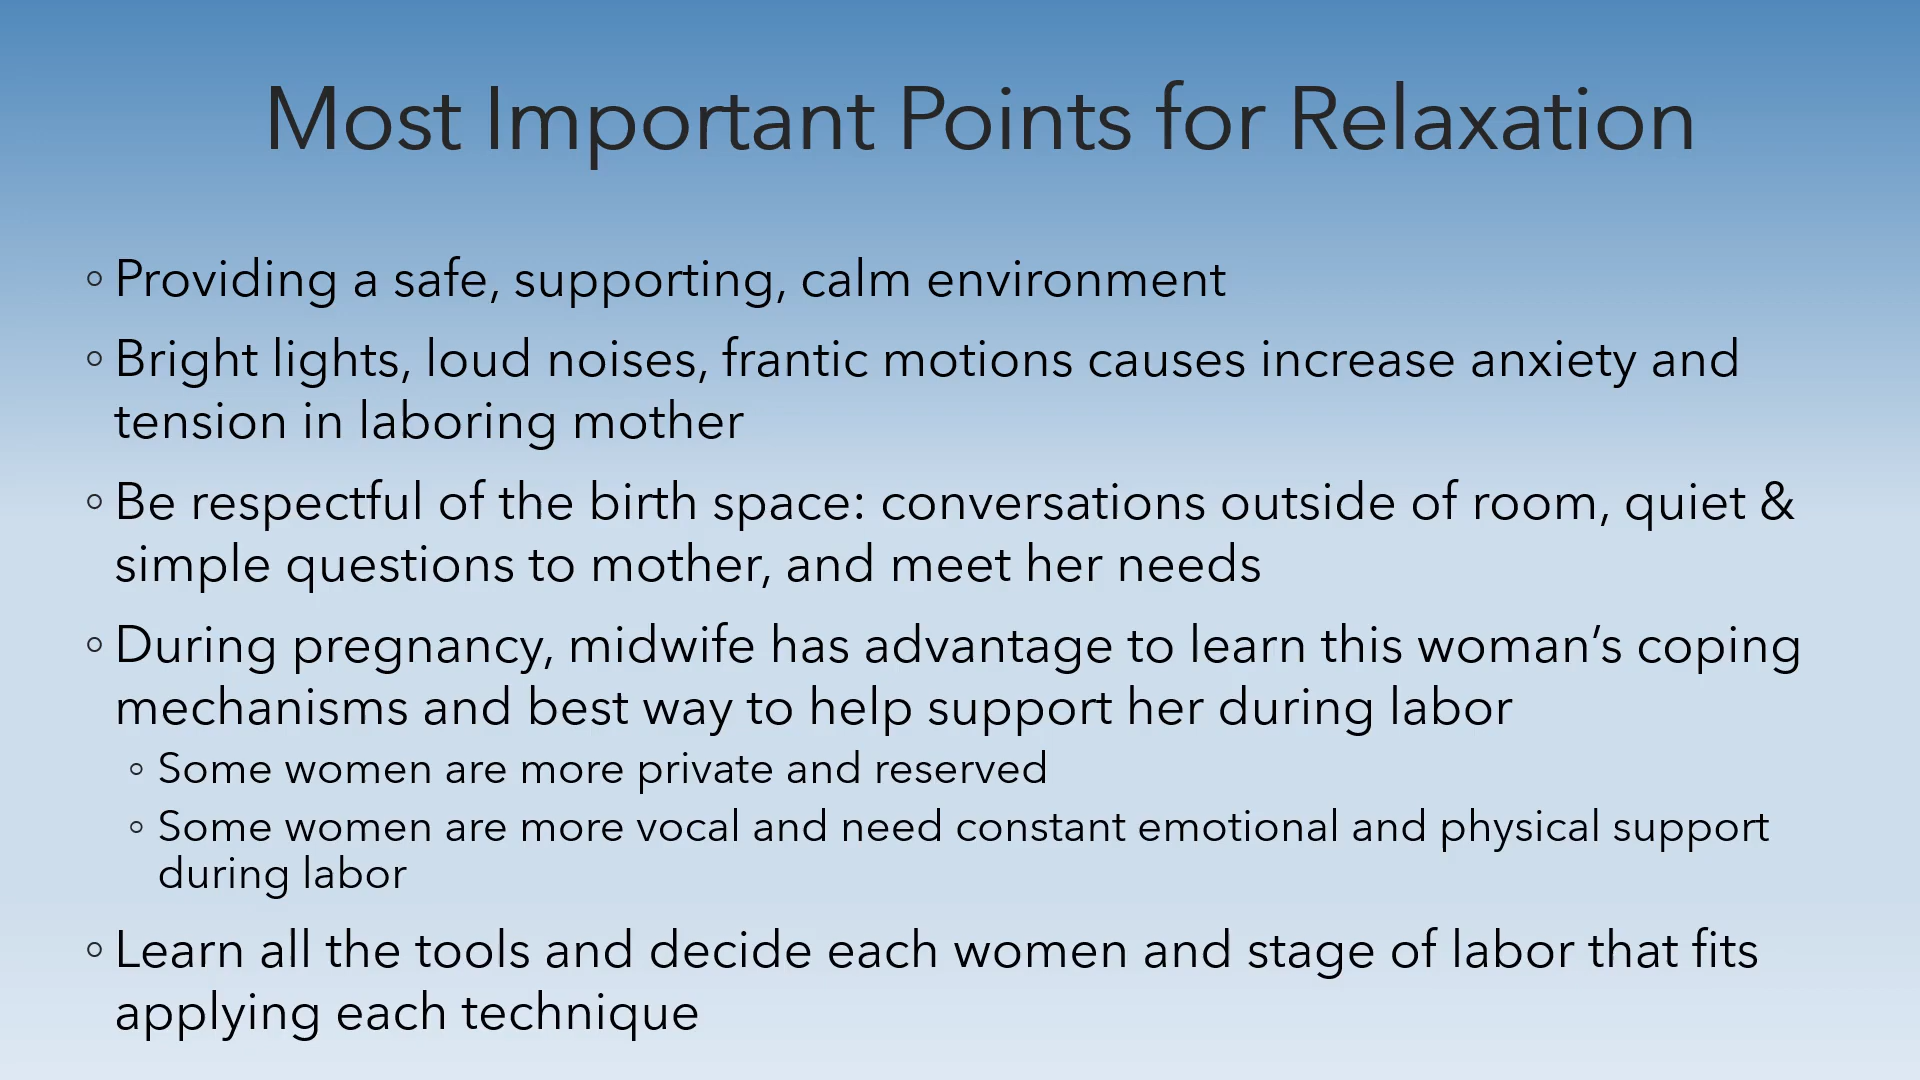 Most Important Points for Relaxation
◦ Providing a safe, supporting, calm environment
◦ Bright lights, loud noises, frantic motions causes increase anxiety and
tension in laboring mother
◦ Be respectful of the birth space: conversations outside of room, quiet &
simple questions to mother, and meet her needs
◦ During pregnancy, midwife has advantage to learn this woman’s coping
mechanisms and best way to help support her during labor
◦ Some women are more private and reserved
◦ Some women are more vocal and need constant emotional and physical support
during labor
◦ Learn all the tools and decide each women and stage of labor that fits
applying each technique